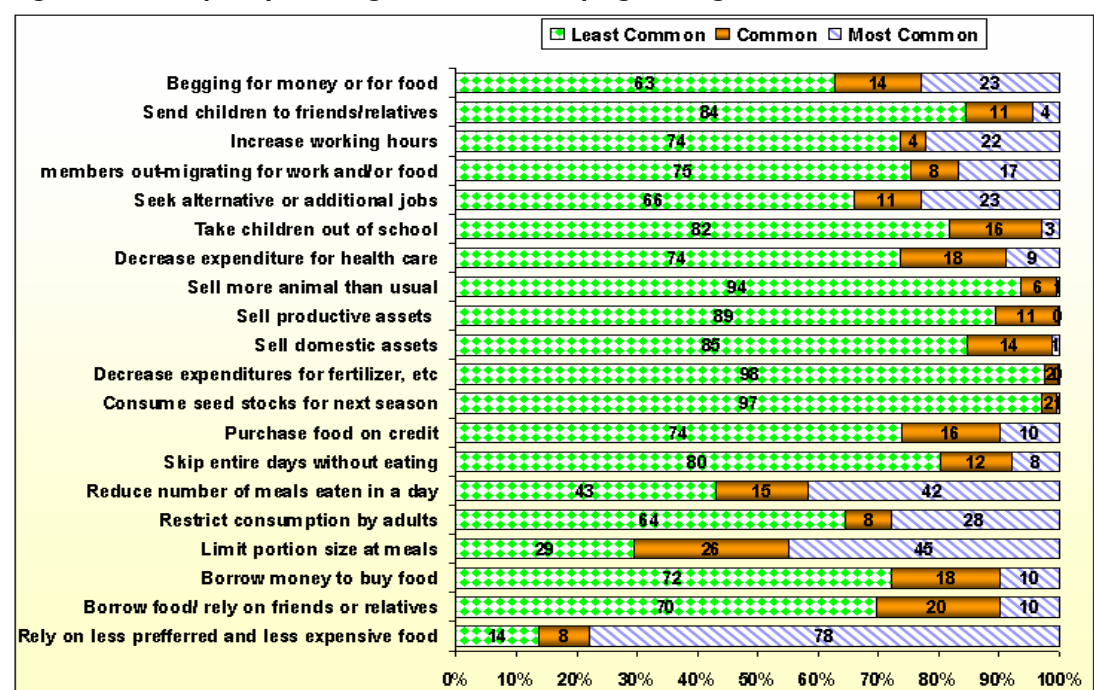 Least Common Common Most Common
Begging for money or for food 63 14 23
Send children to friends/relatives 84 11 4
Increase working hours 74 4 22
members out-migrating for work and/or food 75 8 17
Seek alternative or additional jobs 66 11 23
Take children out of school 82 16 3
Decrease expenditure for health care 74 18 9
Sell more animal than usual 94 6 1
Sell productive assets 89 11 0
Sell domestic assets 85 14 1
Decrease expenditures for fertilizer, etc 98 2 0
Consume seed stocks for next season 97 2 1
Purchase food on credit 74 16 10
Skip entire days without eating 80 12 8
Reduce number of meals eaten in a day 43 15 42
Restrict consumption by adults 64 8 28
Limit portion size at meals 29 26 45
Borrow money to buy food 72 18 10
Borrow food/ rely on friends or relatives 70 20 10
Rely on less prefferred and less expensive food 14 8 78
0% 10% 20% 30% 40% 50% 60% 70% 80% 90% 100%